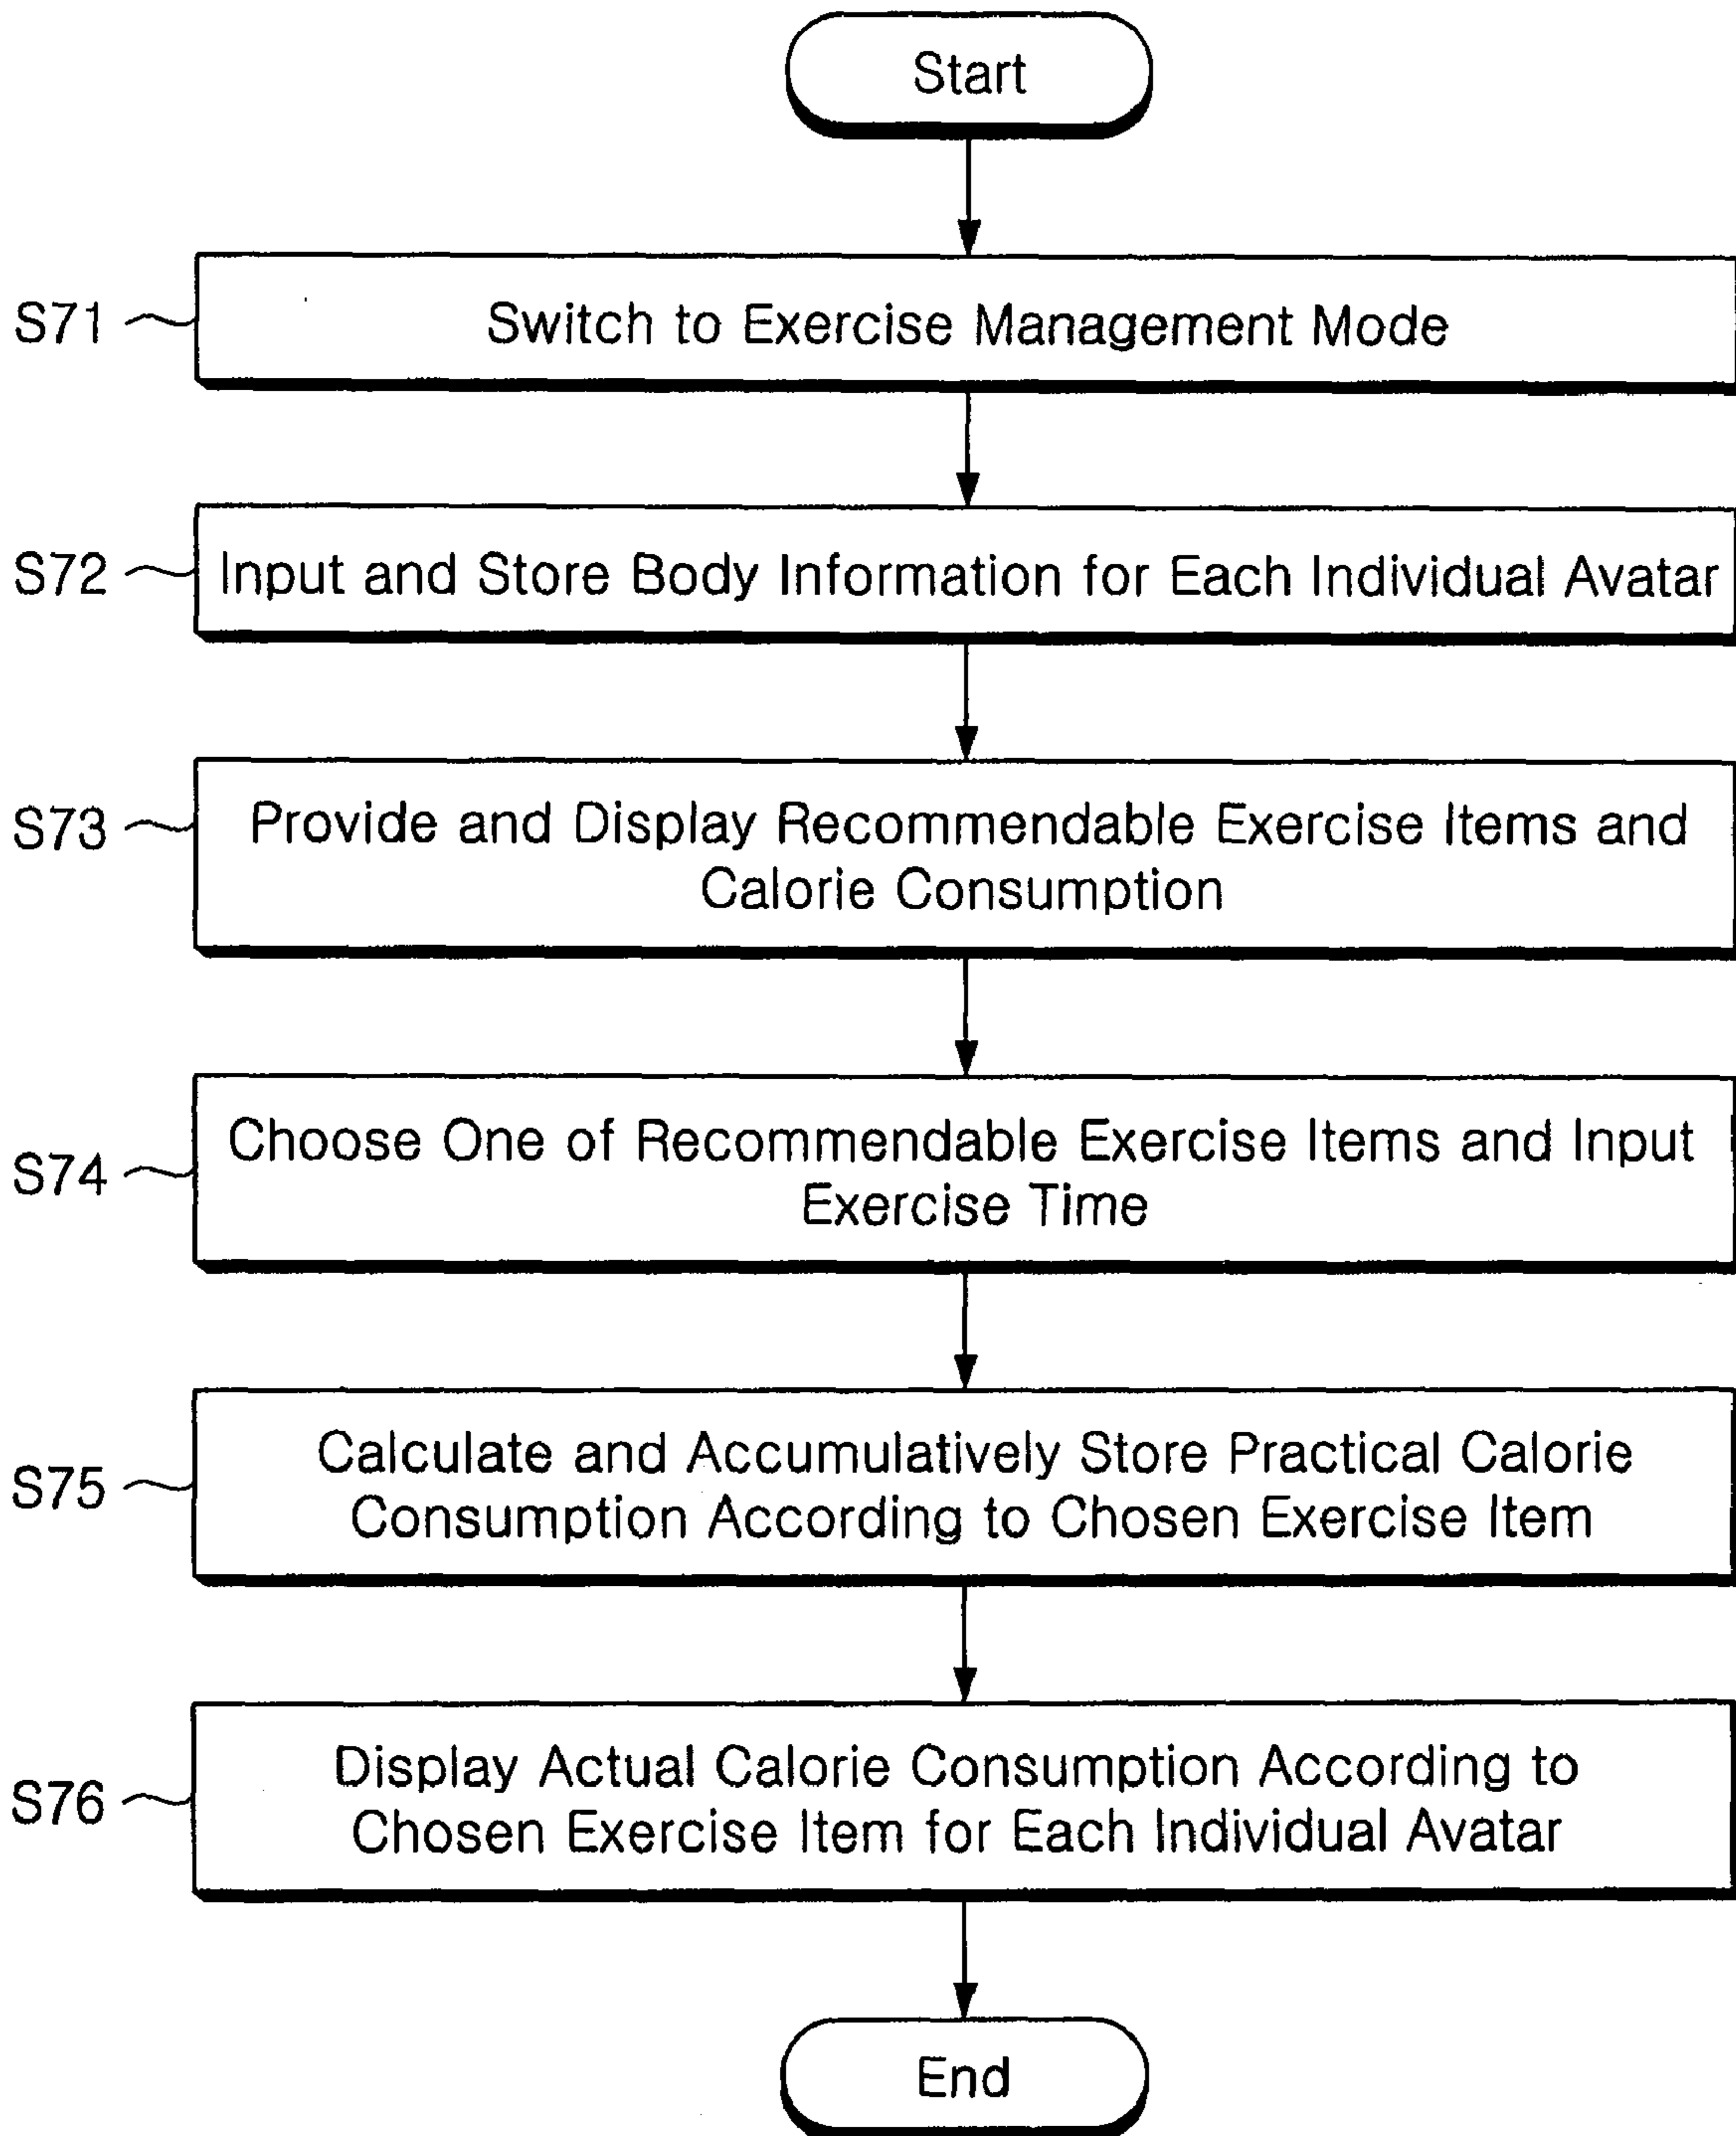 Start
S71
Switch to Exercise Management Mode
S72
Input and Store Body Information for Each Individual Avatar
S73
Provide and Display Recommendable Exercise Items and
Calorie Consumption
S74
Choose One of Recommendable Exercise Items and Input
Exercise Time
S75
Calculate and Accumulatively Store Practical Calorie
Consumption According to Chosen Exercise Item
S76
Display Actual Calorie Consumption According to
Chosen Exercise Item for Each Individual Avatar
End